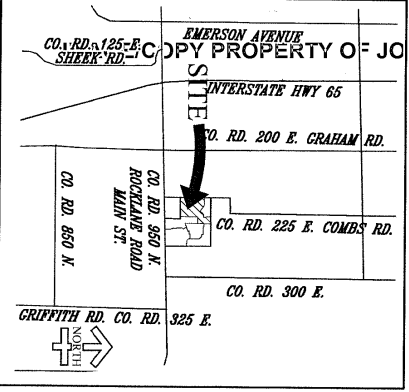 EMERSON AVENUE
CO. RD. 125 E.
SHEEK RD.
COPY PROPERTY OF JO
INTERSTATE HWY 65
SITE
CO. RD. 200 E. GRAHAM RD.
CO. RD. 850 N.
CO. RD. 950 N.
ROCKLANE ROAD
MAIN ST.
CO. RD. 225 E. COMBS RD.
CO. RD. 300 E.
GRIFFITH RD. CO. RD. 325 E.
NORTH